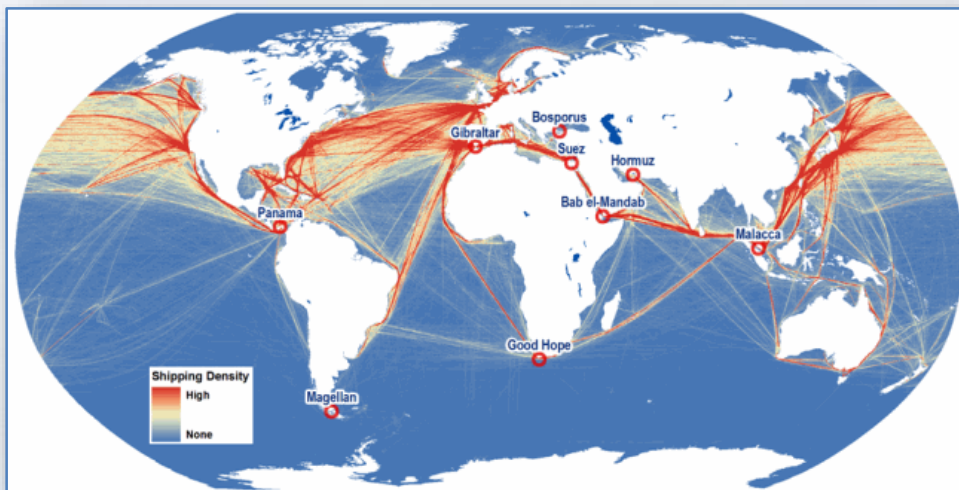 Bosporus
Gibraltar
Suez
Hormuz
Bab el-Mandab
Panama
Malacca
Good Hope
Shipping Density
High
None
Magellan